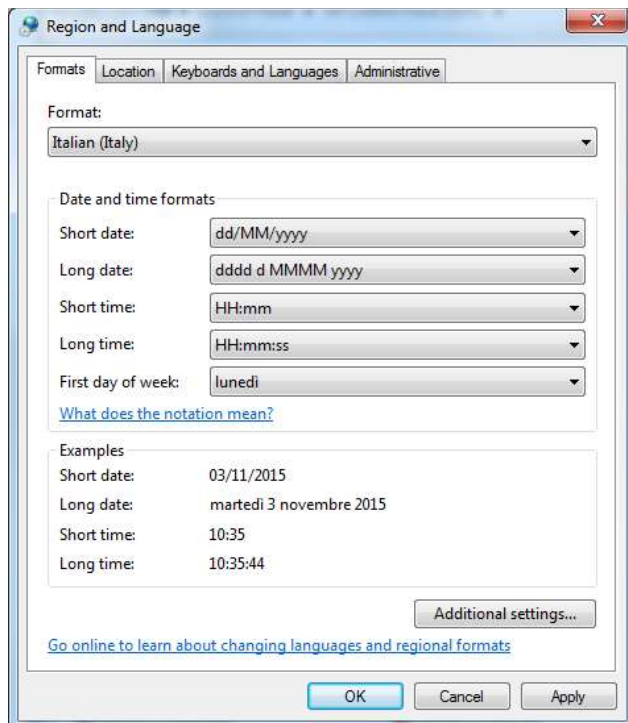 Region and Language
Formats Location Keyboards and Languages Administrative
Format:
Italian (Italy)
Date and time formats
Short date: dd/MM/yyyy
Long date: dddd d MMMM yyyy
Short time: HH:mm
Long time: HH:mm:ss
First day of week: lunedì
What does the notation mean?
Examples
Short date: 03/11/2015
Long date: martedì 3 novembre 2015
Short time: 10:35
Long time: 10:35:44
Additional settings...
Go online to learn about changing languages and regional formats
OK Cancel Apply